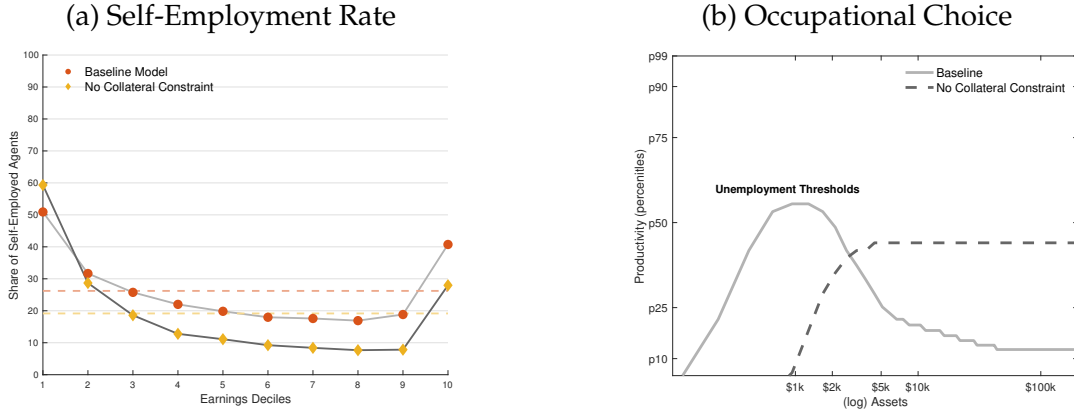 (a) Self-Employment Rate
100
90
80
70
60
50
40
30
20
10
0
Share of Self-Employed Agents
Baseline Model
No Collateral Constraint
1 2 3 4 5 6 7 8 9 10
Earnings Deciles
(b) Occupational Choice
p99
p90
p75
p50
p25
p10
Productivity (percenitles)
Baseline
No Collateral Constraint
Unemployment Thresholds
$1k $2k $5k $10k $100k
(log) Assets